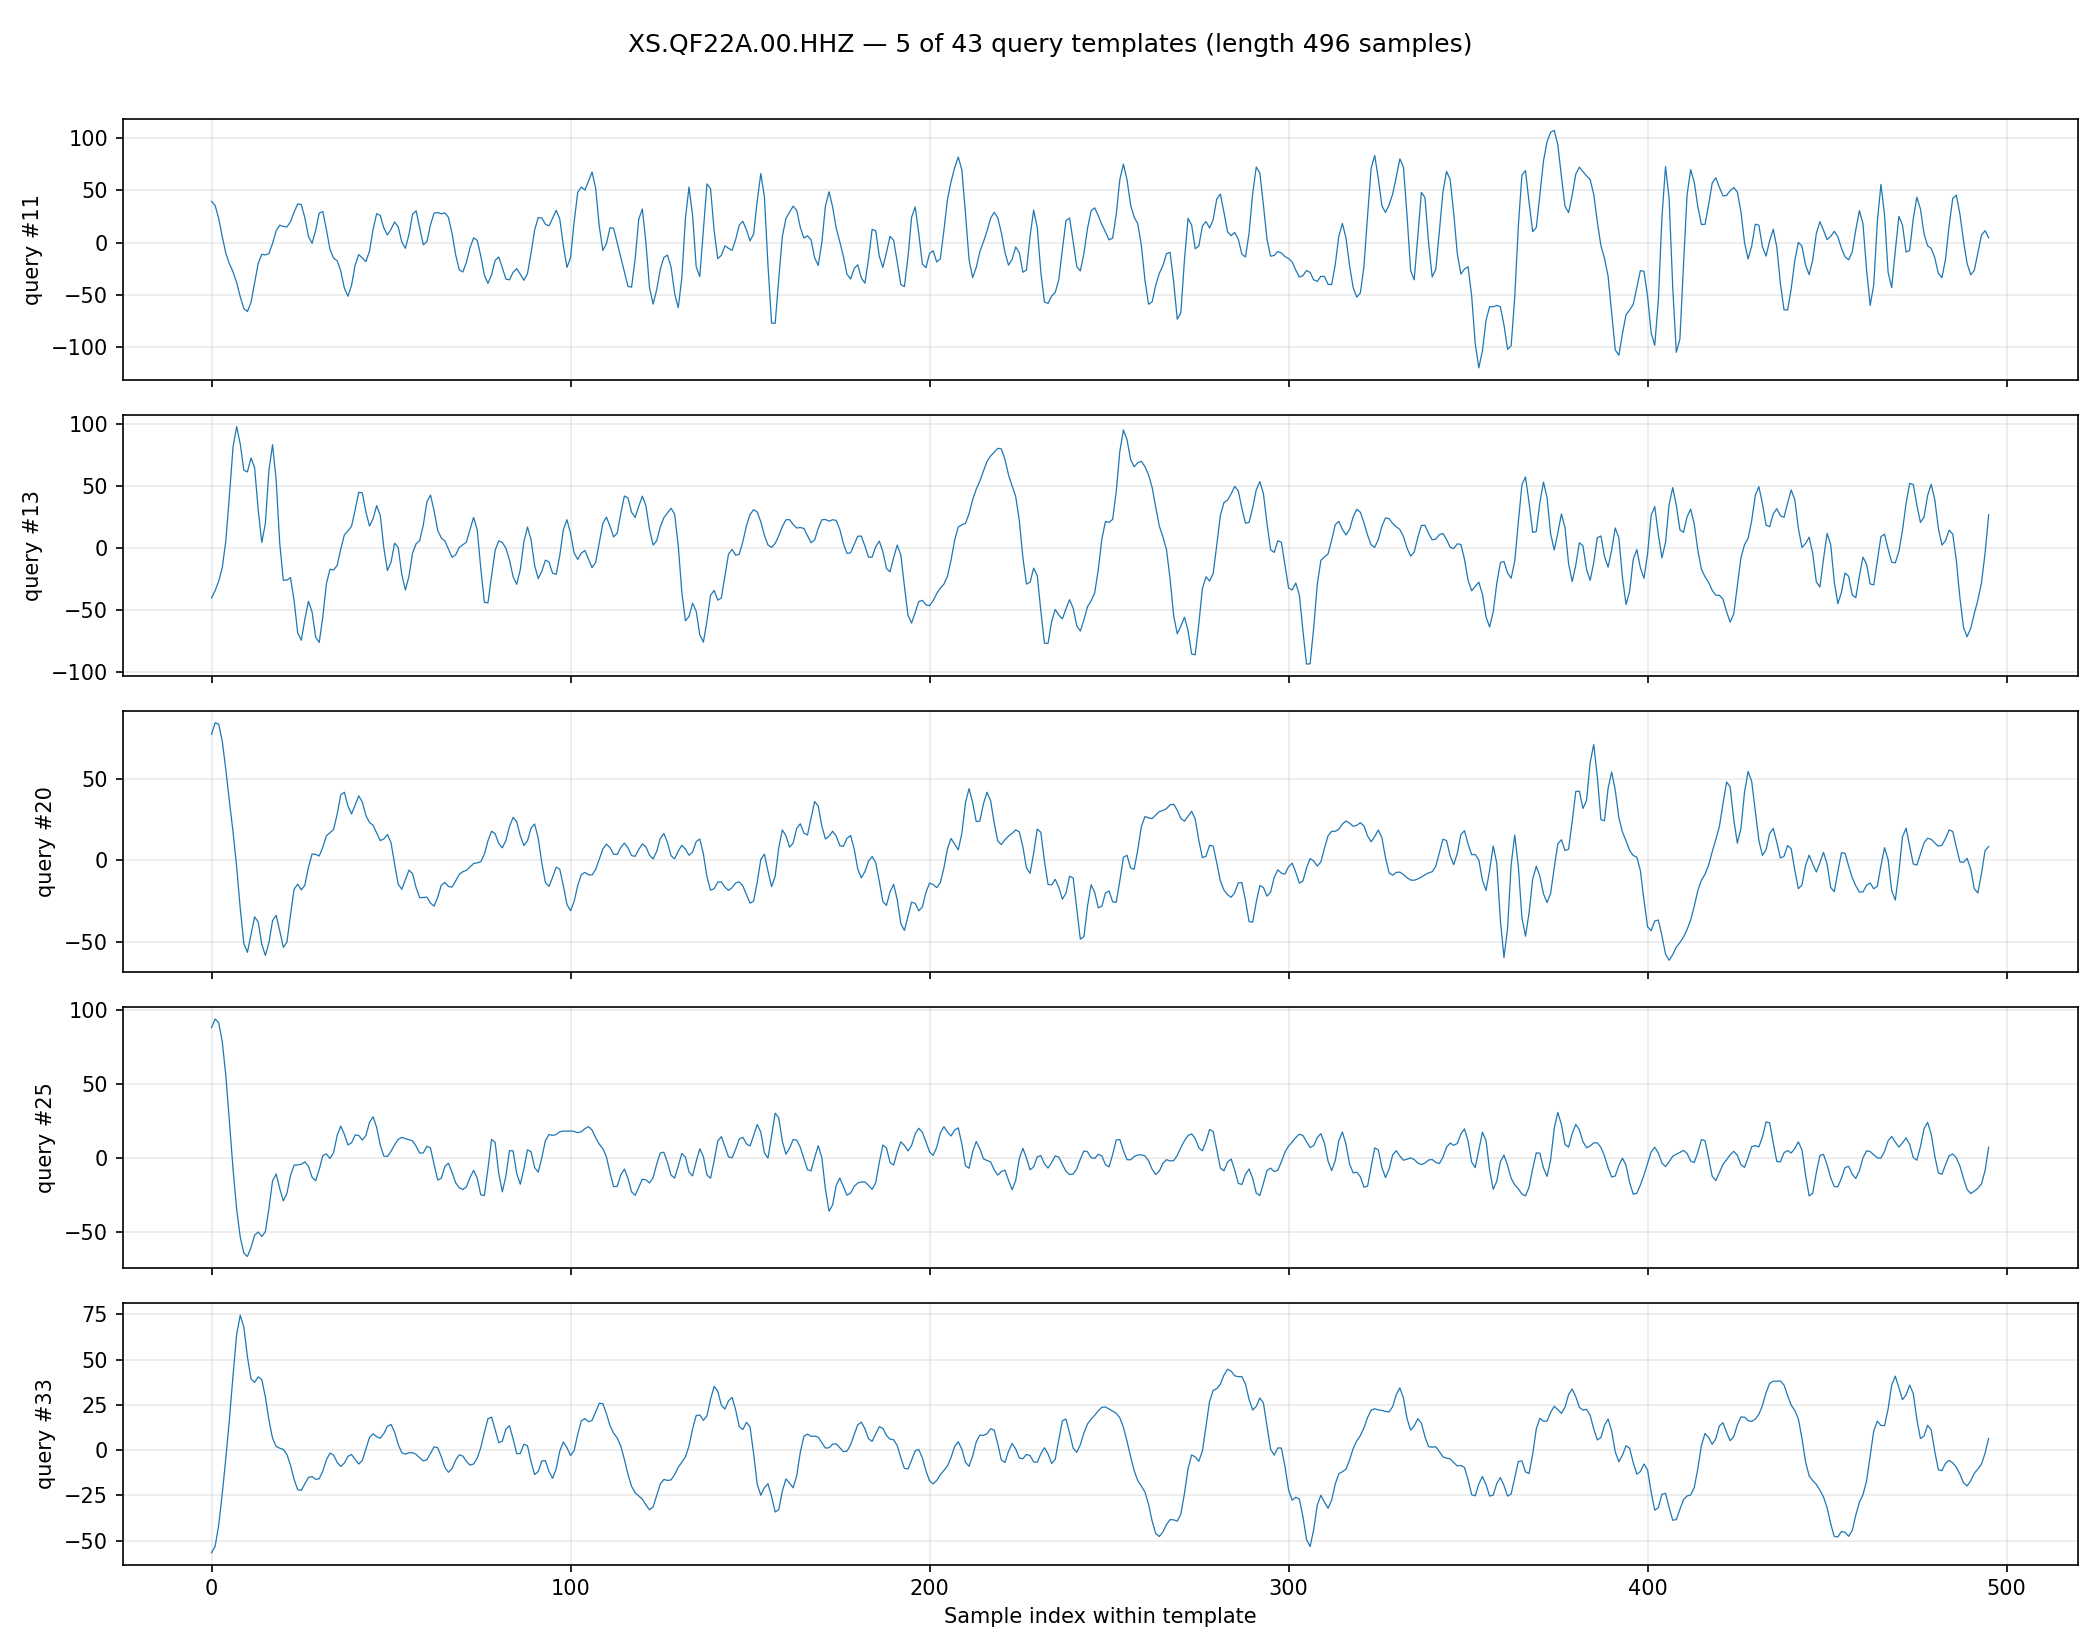 XS.QF22A.00.HHZ — 5 of 43 query templates (length 496 samples)
query #11
100
50
0
−50
−100
query #13
100
50
0
−50
−100
query #20
50
0
−50
query #25
100
50
0
−50
query #33
75
50
25
0
−25
−50
0 100 200 300 400 500
Sample index within template